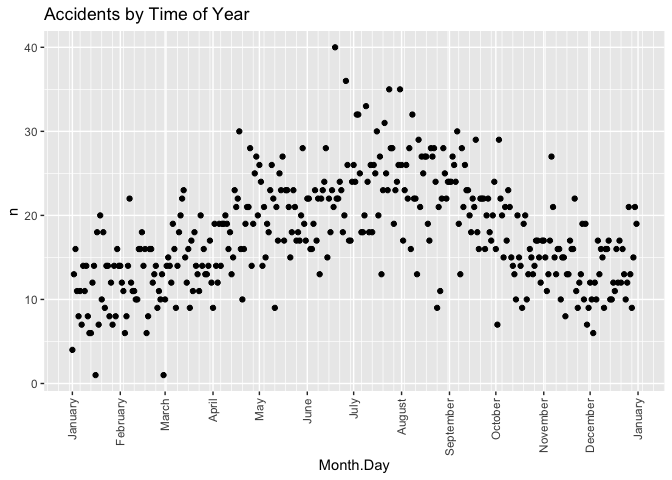 Accidents by Time of Year
40
30
20
10
0
n
January
February
March
April
May
June
July
August
September
October
November
December
January
Month.Day